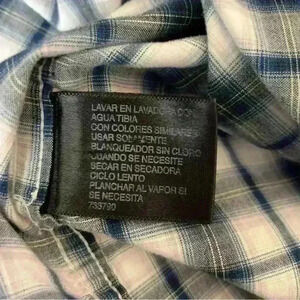 LAVAR EN LAVADORA CON
AGUA TIBIA
CON COLORES SIMILARES
USAR SOLAMENTE
BLANQUEADOR SIN CLORO
CUANDO SE NECESITE
SECAR EN SECADORA
CICLO LENTO
PLANCHAR AL VAPOR SI
SE NECESITA